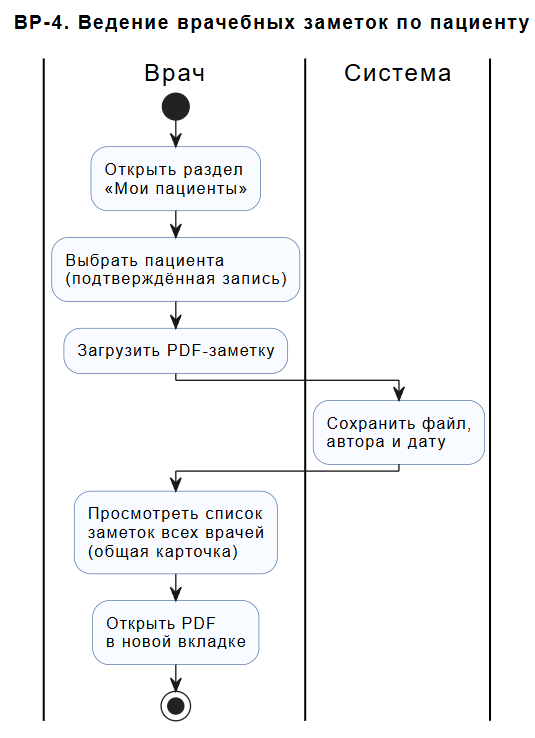 BP-4. Ведение врачебных заметок по пациенту
Врач
Система
Открыть раздел
«Мои пациенты»
Выбрать пациента
(подтверждённая запись)
Загрузить PDF-заметку
Сохранить файл,
автора и дату
Просмотреть список
заметок всех врачей
(общая карточка)
Открыть PDF
в новой вкладке